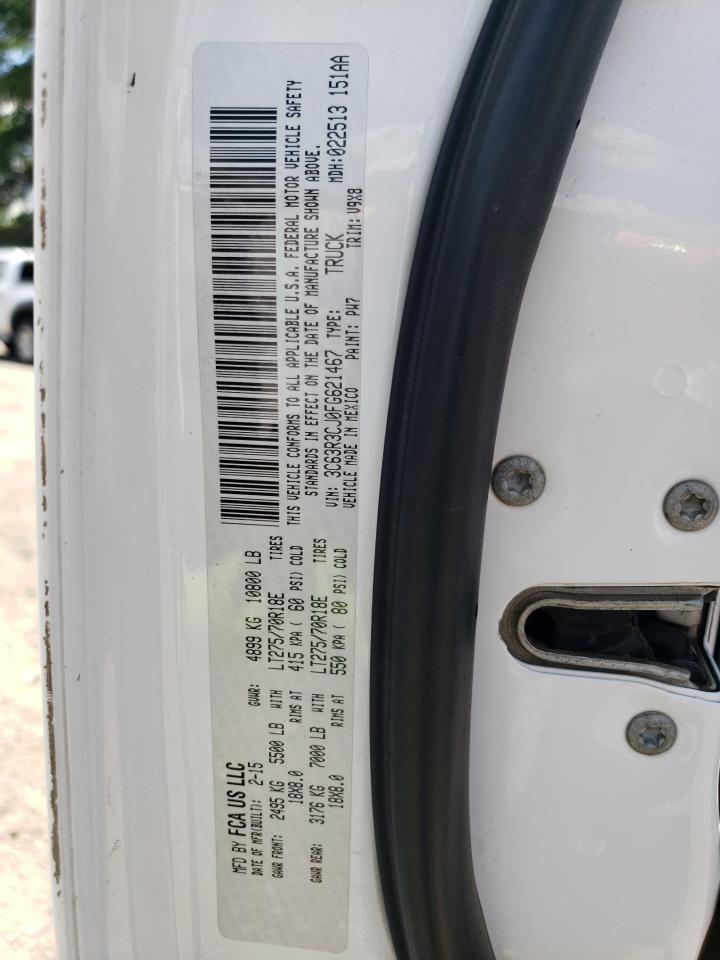 MFD BY FCA US LLC
DATE OF MFR(BUILT): 2-15 GVWR: 4899 KG 10800 LB
GAWR FRONT: 2495 KG 5500 LB WITH LT275/70R18E TIRES
18X8.0 RIMS AT 415 KPA ( 60 PSI) COLD
GAWR REAR: 3176 KG 7000 LB WITH LT275/70R18E TIRES
18X8.0 RIMS AT 550 KPA ( 80 PSI) COLD
THIS VEHICLE CONFORMS TO ALL APPLICABLE U.S.A. FEDERAL MOTOR VEHICLE SAFETY
STANDARDS IN EFFECT ON THE DATE OF MANUFACTURE SHOWN ABOVE.
VIN: 3C63R3CJ0FG621467 TYPE: TRUCK MDH:022513 151AA
VEHICLE MADE IN MEXICO PAINT: PW7 TRIM: V9X8